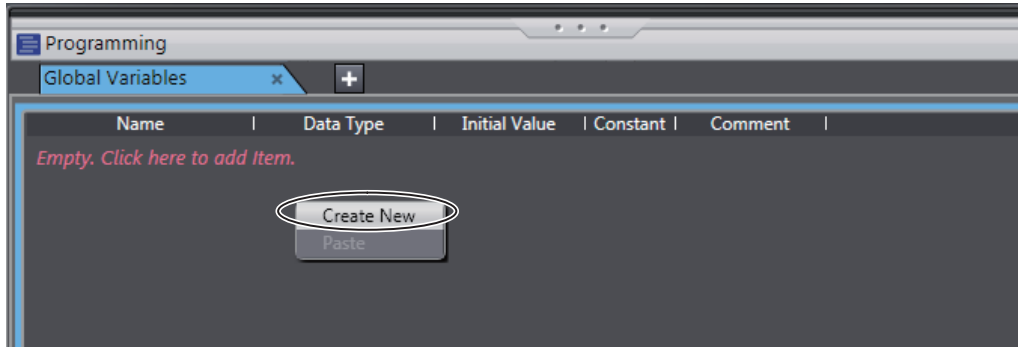 Programming
Global Variables
Name Data Type Initial Value Constant Comment
Empty. Click here to add Item.
Create New
Paste